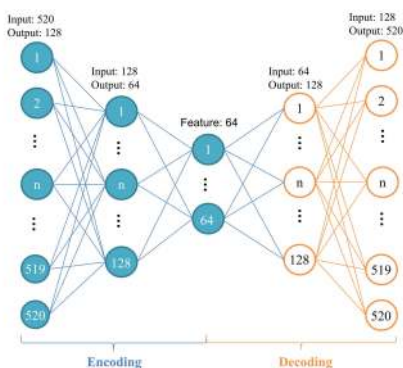 Input: 520
Output: 128
1
2
...
n
...
519
520
Input: 128
Output: 64
1
...
n
...
128
Feature: 64
1
...
64
Input: 64
Output: 128
1
...
n
...
128
Input: 128
Output: 520
1
2
...
n
...
519
520
Encoding
Decoding